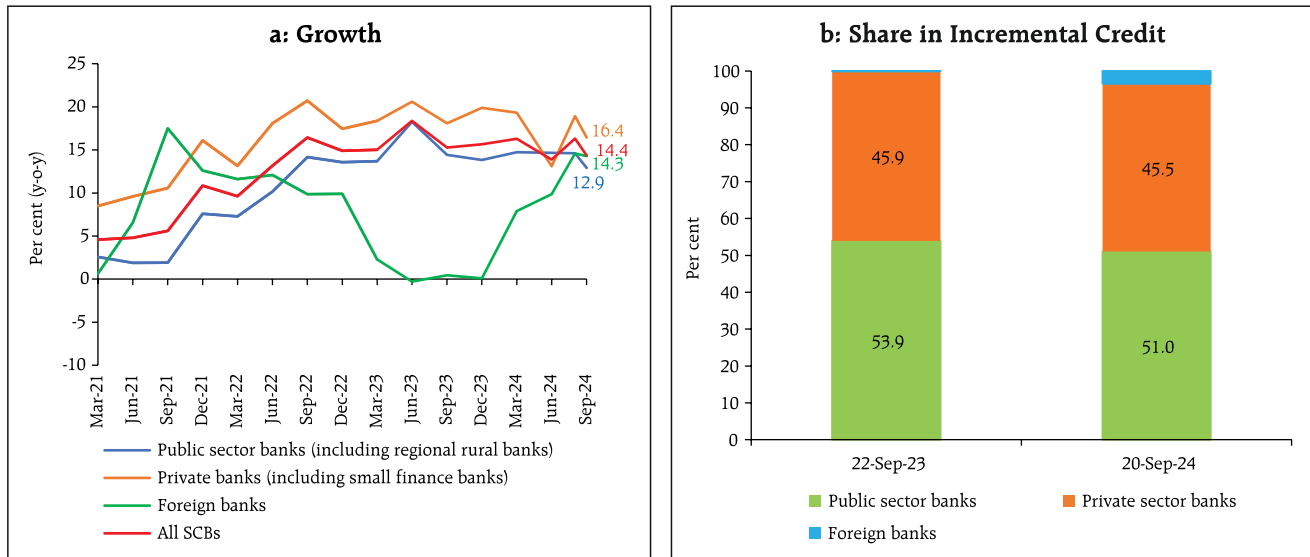 a: Growth
Per cent (y-o-y)
25
20
15
10
5
0
-5
-10
16.4
14.4
14.3
12.9
Mar-21
Jun-21
Sep-21
Dec-21
Mar-22
Jun-22
Sep-22
Dec-22
Mar-23
Jun-23
Sep-23
Dec-23
Mar-24
Jun-24
Sep-24
Public sector banks (including regional rural banks)
Private banks (including small finance banks)
Foreign banks
All SCBs
b: Share in Incremental Credit
Per cent
100
90
80
70
60
50
40
30
20
10
0
45.9
53.9
45.5
51.0
22-Sep-23
20-Sep-24
Public sector banks
Private sector banks
Foreign banks